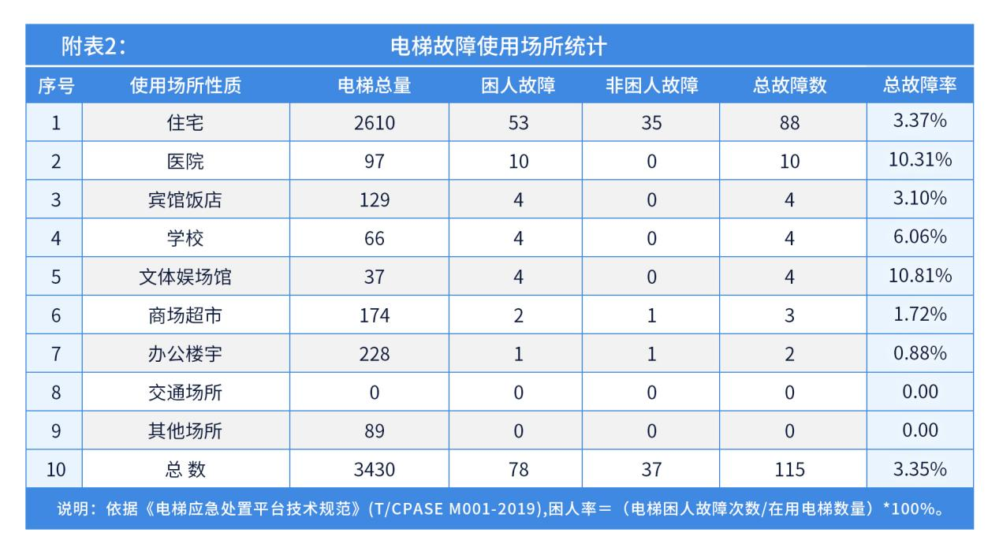 附表2： 电梯故障使用场所统计
序号 使用场所性质 电梯总量 困人故障 非困人故障 总故障数 总故障率
1 住宅 2610 53 35 88 3.37%
2 医院 97 10 0 10 10.31%
3 宾馆饭店 129 4 0 4 3.10%
4 学校 66 4 0 4 6.06%
5 文体娱场馆 37 4 0 4 10.81%
6 商场超市 174 2 1 3 1.72%
7 办公楼宇 228 1 1 2 0.88%
8 交通场所 0 0 0 0 0.00
9 其他场所 89 0 0 0 0.00
10 总 数 3430 78 37 115 3.35%
说明：依据《电梯应急处置平台技术规范》(T/CPASE M001-2019),困人率＝（电梯困人故障次数/在用电梯数量）*100%。